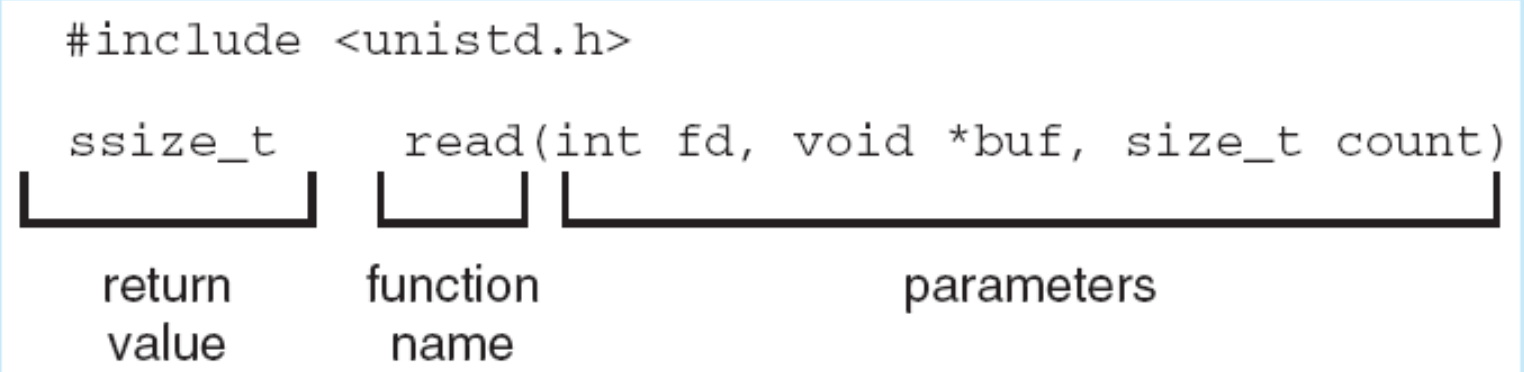 #include <unistd.h>
ssize_t read(int fd, void *buf, size_t count)
return value
function name
parameters